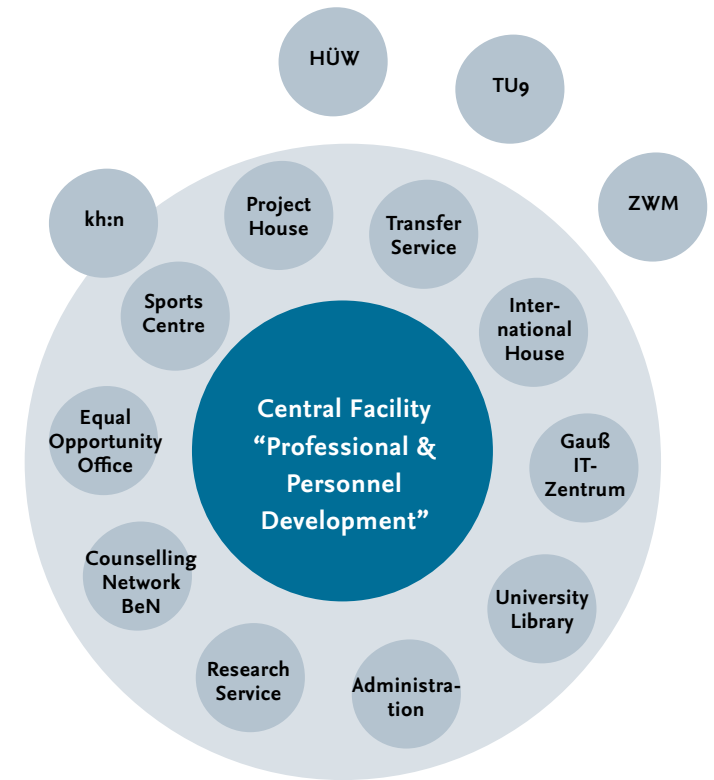 HÜW
TU9
ZWM
kh:n
Project
House
Transfer
Service
Sports
Centre
Inter-
national
House
Central Facility
“Professional &
Personnel
Development”
Equal
Opportunity
Office
Gauß
IT-
Zentrum
Counselling
Network
BeN
University
Library
Research
Service
Administra-
tion